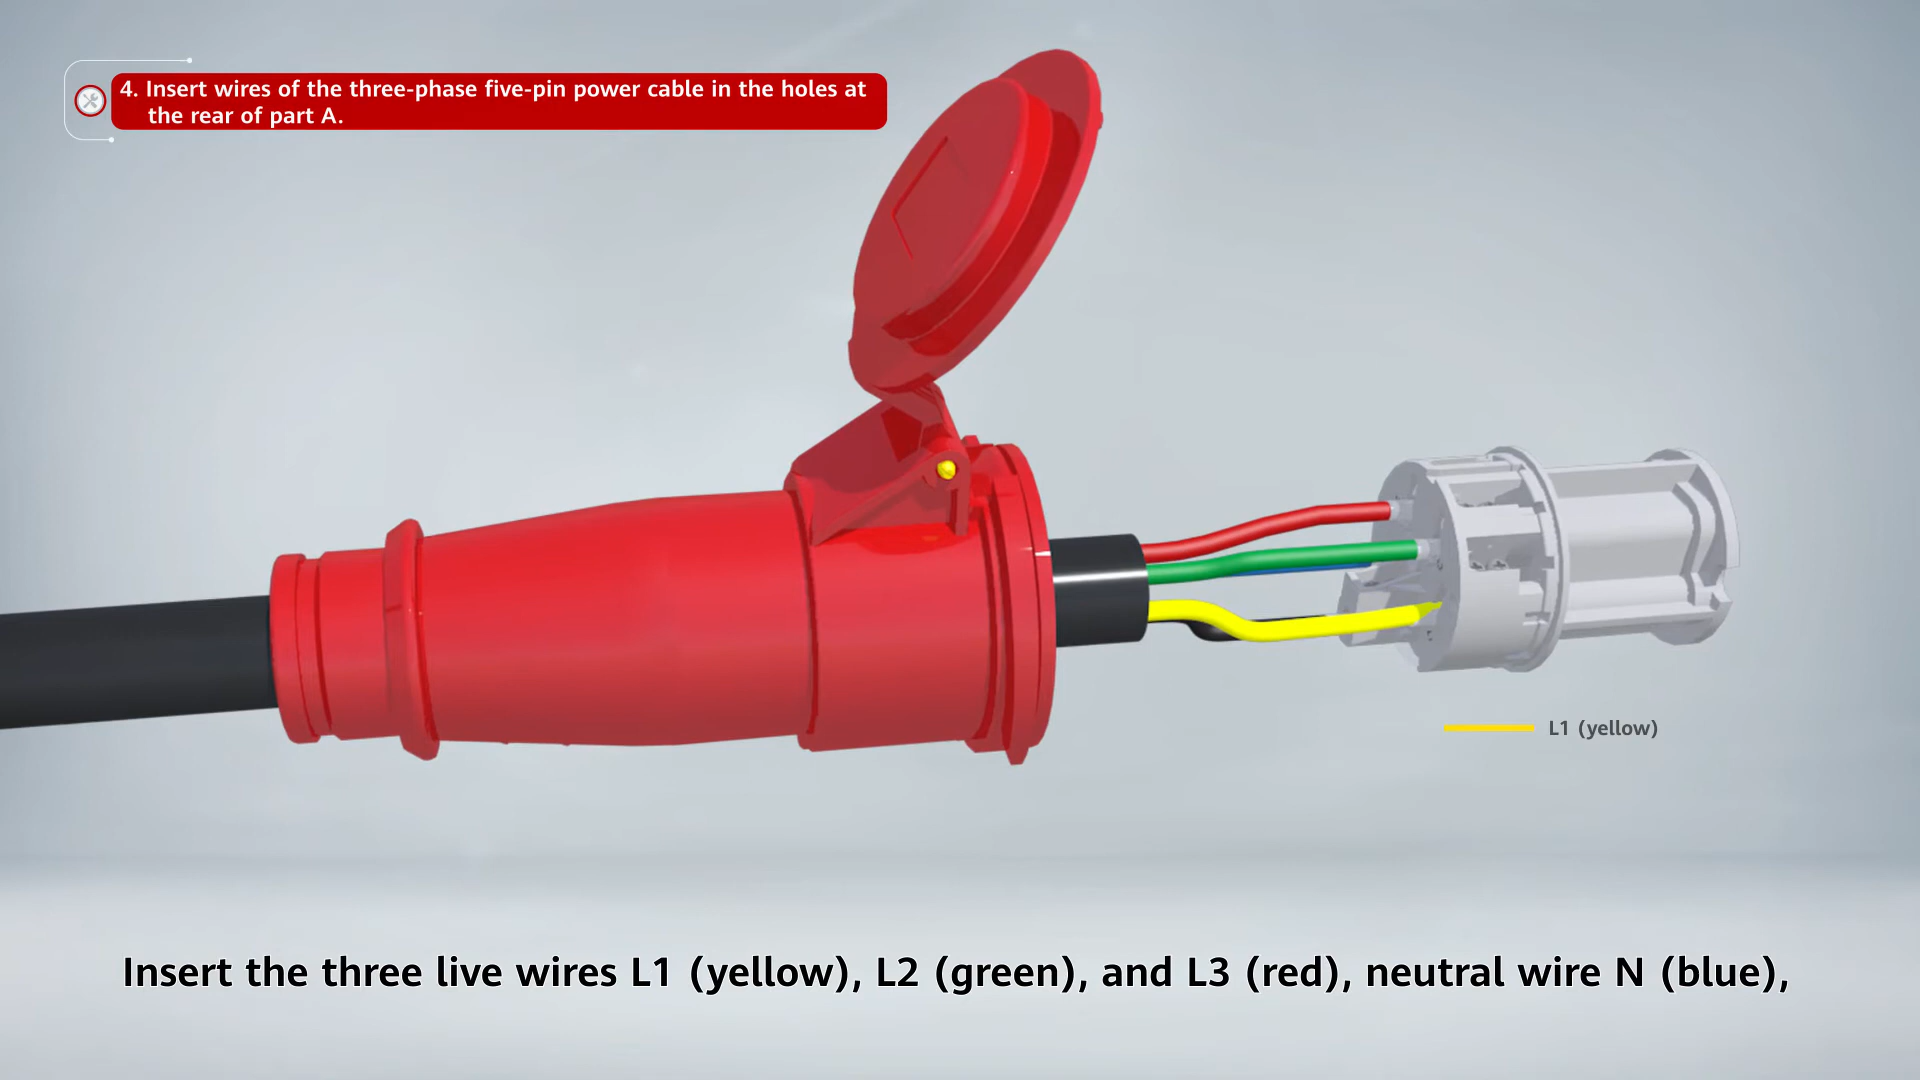 4. Insert wires of the three-phase five-pin power cable in the holes at
the rear of part A.
L1 (yellow)
Insert the three live wires L1 (yellow), L2 (green), and L3 (red), neutral wire N (blue),